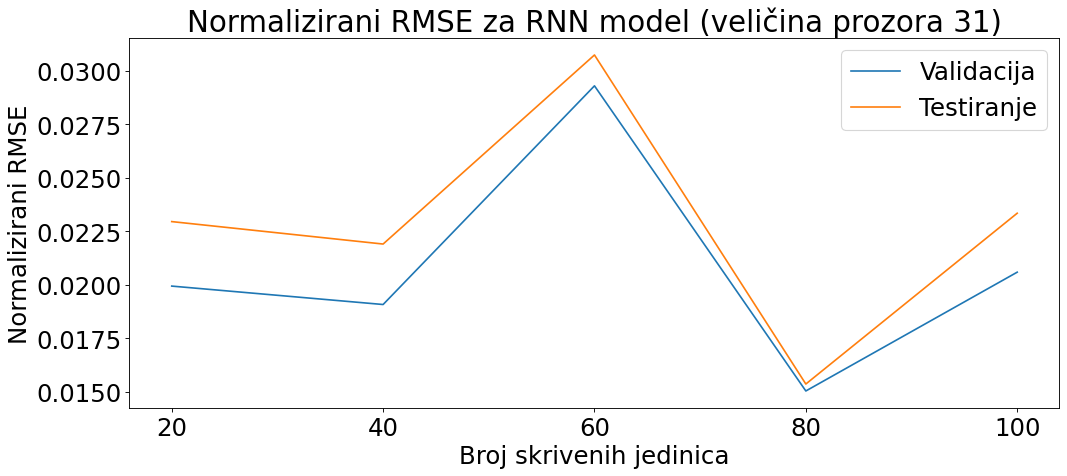 Normalizirani RMSE za RNN model (veličina prozora 31)
Validacija
Testiranje
Normalizirani RMSE
0.0300
0.0275
0.0250
0.0225
0.0200
0.0175
0.0150
20 40 60 80 100
Broj skrivenih jedinica